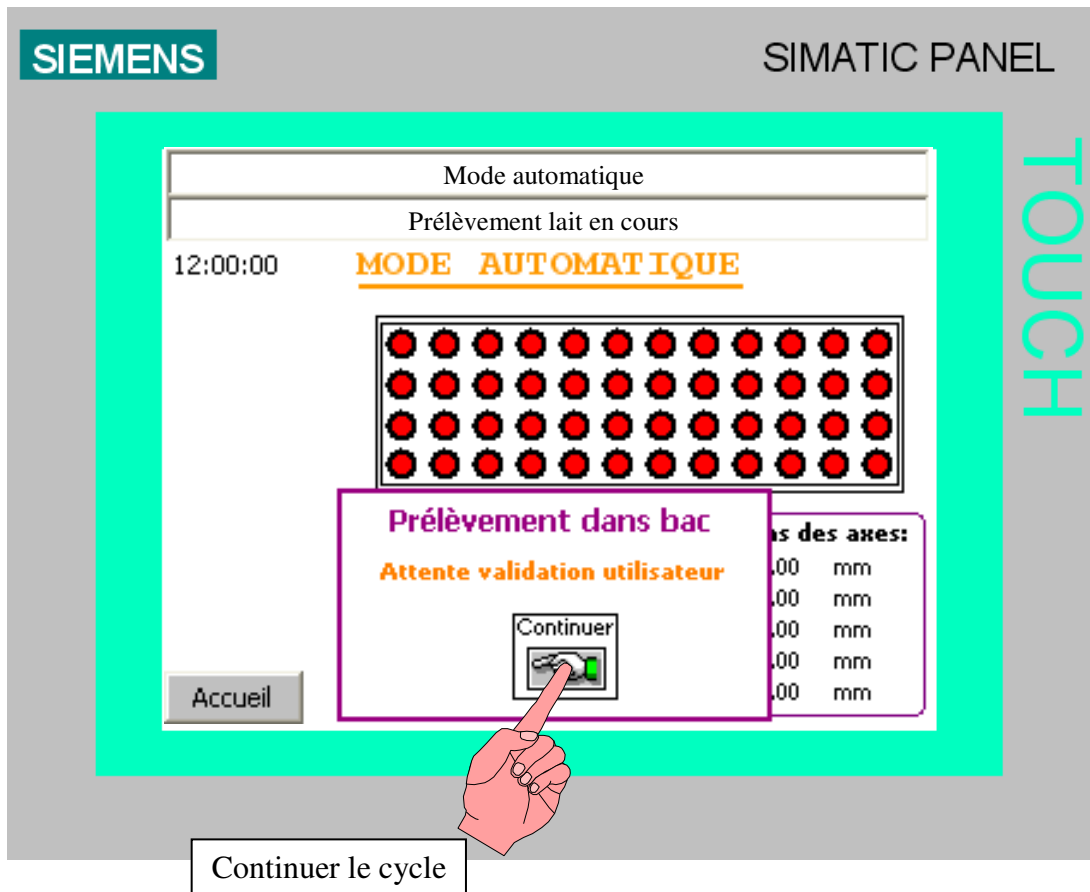 SIEMENS
SIMATIC PANEL
TOUCH
Mode automatique
Prélèvement lait en cours
12:00:00
MODE AUTOMATIQUE
Prélèvement dans bac
Attente validation utilisateur
Continuer
des axes:
.00 mm
.00 mm
.00 mm
.00 mm
.00 mm
Accueil
Continuer le cycle